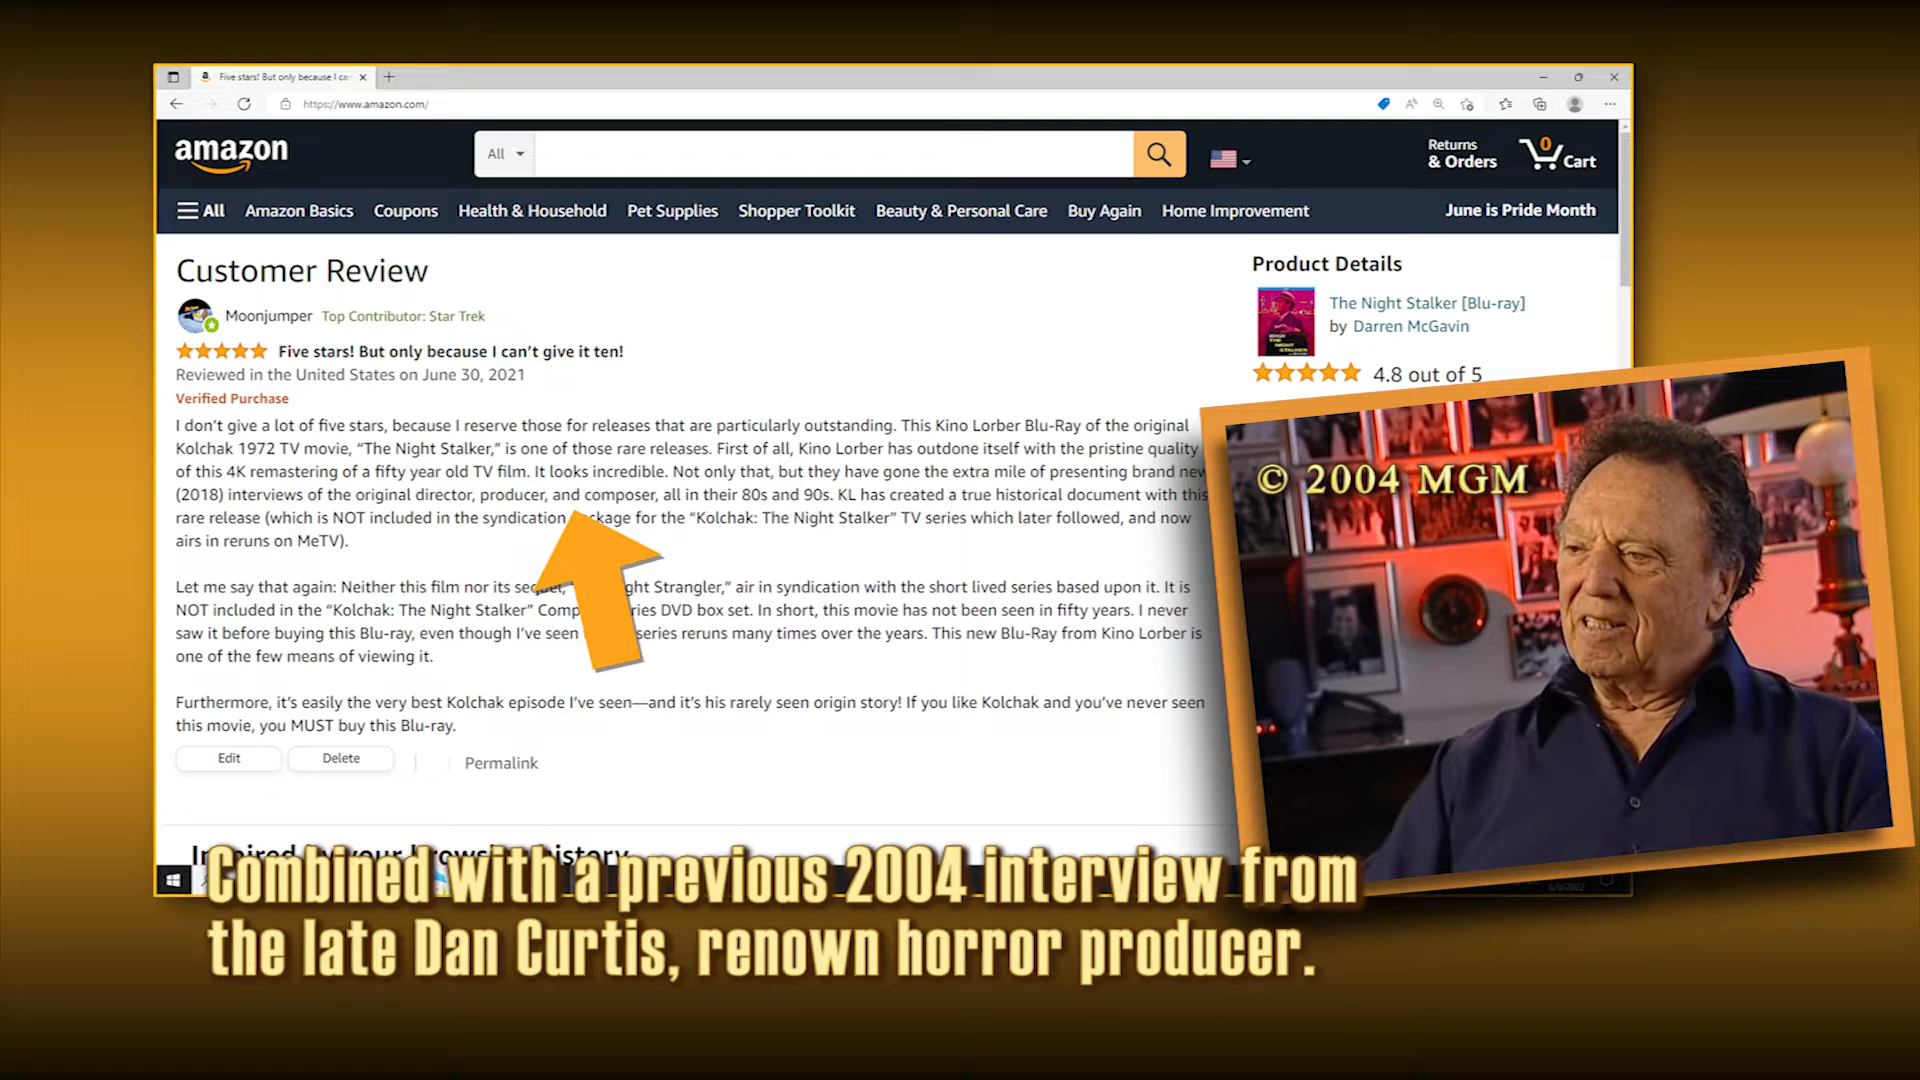 Five stars! But only because I ca
https://www.amazon.com/
amazon
All
Returns
& Orders
0
Cart
All Amazon Basics Coupons Health & Household Pet Supplies Shopper Toolkit Beauty & Personal Care Buy Again Home Improvement
June is Pride Month
Customer Review
Moonjumper Top Contributor: Star Trek
Five stars! But only because I can't give it ten!
Reviewed in the United States on June 30, 2021
Verified Purchase
I don't give a lot of five stars, because I reserve those for releases that are particularly outstanding. This Kino Lorber Blu-Ray of the original
Kolchak 1972 TV movie, "The Night Stalker," is one of those rare releases. First of all, Kino Lorber has outdone itself with the pristine quality
of this 4K remastering of a fifty year old TV film. It looks incredible. Not only that, but they have gone the extra mile of presenting brand new
(2018) interviews of the original director, producer, and composer, all in their 80s and 90s. KL has created a true historical document with this
rare release (which is NOT included in the syndication ckage for the "Kolchak: The Night Stalker" TV series which later followed, and now
airs in reruns on MeTV).
Let me say that again: Neither this film nor its sequel, ght Strangler," air in syndication with the short lived series based upon it. It is
NOT included in the "Kolchak: The Night Stalker" Comp ries DVD box set. In short, this movie has not been seen in fifty years. I never
saw it before buying this Blu-ray, even though I've seen series reruns many times over the years. This new Blu-Ray from Kino Lorber is
one of the few means of viewing it.
Furthermore, it's easily the very best Kolchak episode I've seen—and it's his rarely seen origin story! If you like Kolchak and you've never seen
this movie, you MUST buy this Blu-ray.
Edit Delete Permalink
Product Details
The Night Stalker [Blu-ray]
by Darren McGavin
4.8 out of 5
© 2004 MGM
Combined with a previous 2004 interview from
the late Dan Curtis, renown horror producer.